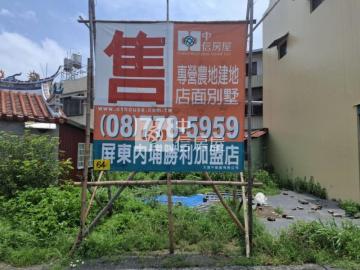 售
中信房屋
專營農地建地
店面別墅
(08)778-5959
屏東內埔勝利加盟店